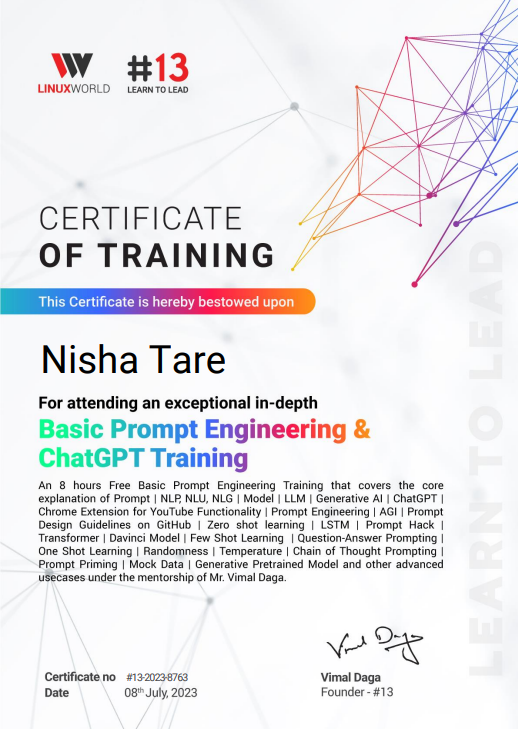 LINUXWORLD
#13
LEARN TO LEAD
CERTIFICATE
OF TRAINING
This Certificate is hereby bestowed upon
Nisha Tare
For attending an exceptional in-depth
Basic Prompt Engineering &
ChatGPT Training
An 8 hours Free Basic Prompt Engineering Training that covers the core
explanation of Prompt | NLP, NLU, NLG | Model | LLM | Generative AI | ChatGPT |
Chrome Extension for YouTube Functionality | Prompt Engineering | AGI | Prompt
Design Guidelines on GitHub | Zero shot learning | LSTM | Prompt Hack |
Transformer | Davinci Model | Few Shot Learning | Question-Answer Prompting |
One Shot Learning | Randomness | Temperature | Chain of Thought Prompting |
Prompt Priming | Mock Data | Generative Pretrained Model and other advanced
usecases under the mentorship of Mr. Vimal Daga.
LEARN TO LEAD
Vimal Daga
Certificate no #13-2023-8763
Date 08th July, 2023
Vimal Daga
Founder - #13